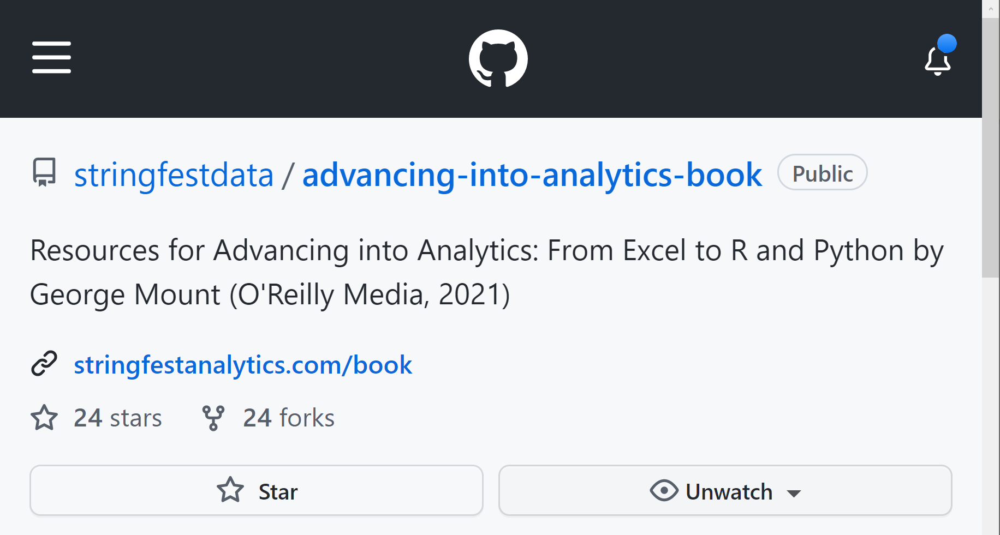 stringfestdata / advancing-into-analytics-book Public
Resources for Advancing into Analytics: From Excel to R and Python by
George Mount (O'Reilly Media, 2021)
stringfestanalytics.com/book
24 stars 24 forks
Star Unwatch